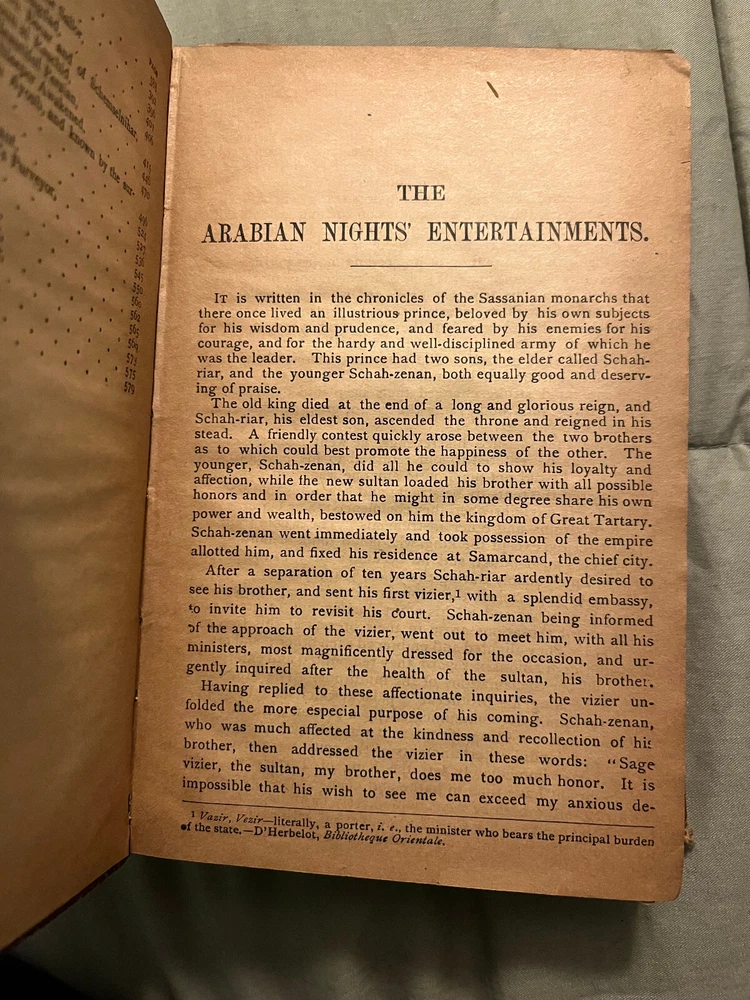 and of Schemselnihar,
Awakened.
and known by the sur-
s Purveyor,
575
579
THE
ARABIAN NIGHTS' ENTERTAINMENTS.
IT is written in the chronicles of the Sassanian monarchs that
there once lived an illustrious prince, beloved by his own subjects
for his wisdom and prudence, and feared by his enemies for his
courage, and for the hardy and well-disciplined army of which he
was the leader. This prince had two sons, the elder called Schah-
riar, and the younger Schah-zenan, both equally good and deserv-
ing of praise.
The old king died at the end of a long and glorious reign, and
Schah-riar, his eldest son, ascended the throne and reigned in his
stead. A friendly contest quickly arose between the two brothers
as to which could best promote the happiness of the other. The
younger, Schah-zenan, did all he could to show his loyalty and
affection, while the new sultan loaded his brother with all possible
honors and in order that he might in some degree share his own
power and wealth, bestowed on him the kingdom of Great Tartary.
Schah-zenan went immediately and took possession of the empire
allotted him, and fixed his residence at Samarcand, the chief city.
After a separation of ten years Schah-riar ardently desired to
see his brother, and sent his first vizier,¹ with a splendid embassy,
to invite him to revisit his court. Schah-zenan being informed
of the approach of the vizier, went out to meet him, with all his
ministers, most magnificently dressed for the occasion, and ur-
gently inquired after the health of the sultan, his brother.
Having replied to these affectionate inquiries, the vizier un-
folded the more especial purpose of his coming. Schah-zenan,
who was much affected at the kindness and recollection of his
brother, then addressed the vizier in these words: "Sage
vizier, the sultan, my brother, does me too much honor. It is
impossible that his wish to see me can exceed my anxious de-
¹ Vazir, Vezir—literally, a porter, i. e., the minister who bears the principal burden
of the state.—D'Herbelot, Bibliotheque Orientale.